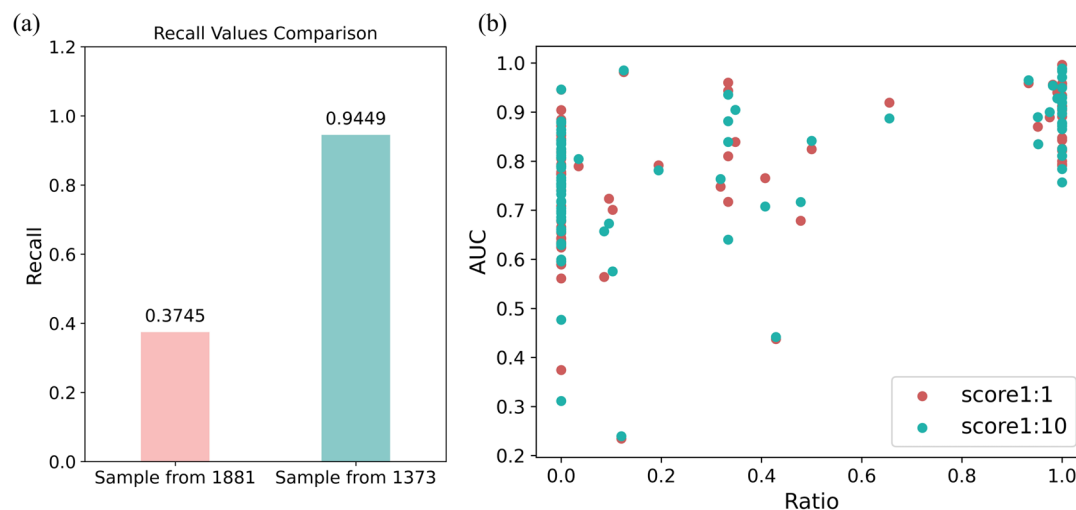 (a)
Recall Values Comparison
Recall
1.2
1.0
0.8
0.6
0.4
0.2
0.0
0.3745
0.9449
Sample from 1881
Sample from 1373
(b)
AUC
1.0
0.9
0.8
0.7
0.6
0.5
0.4
0.3
0.2
score1:1
score1:10
0.0
0.2
0.4
0.6
0.8
1.0
Ratio